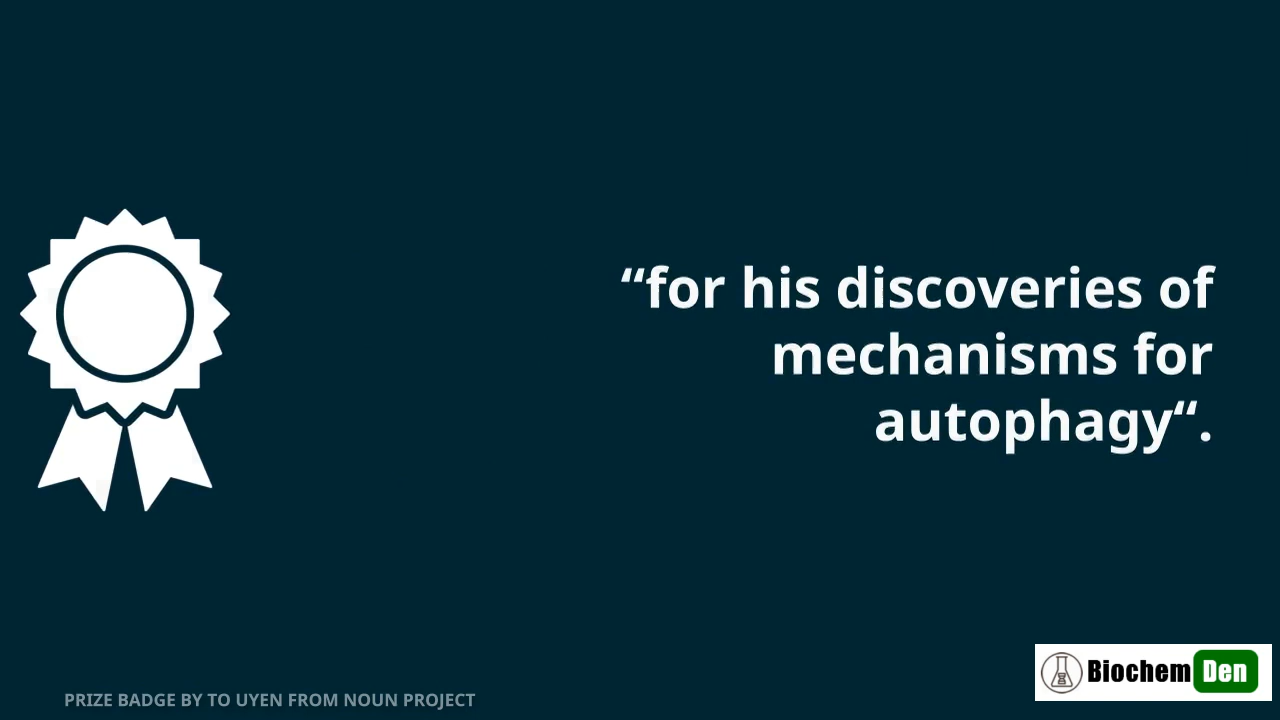 “for his discoveries of
mechanisms for
autophagy“.
PRIZE BADGE BY TO UYEN FROM NOUN PROJECT
Biochem Den